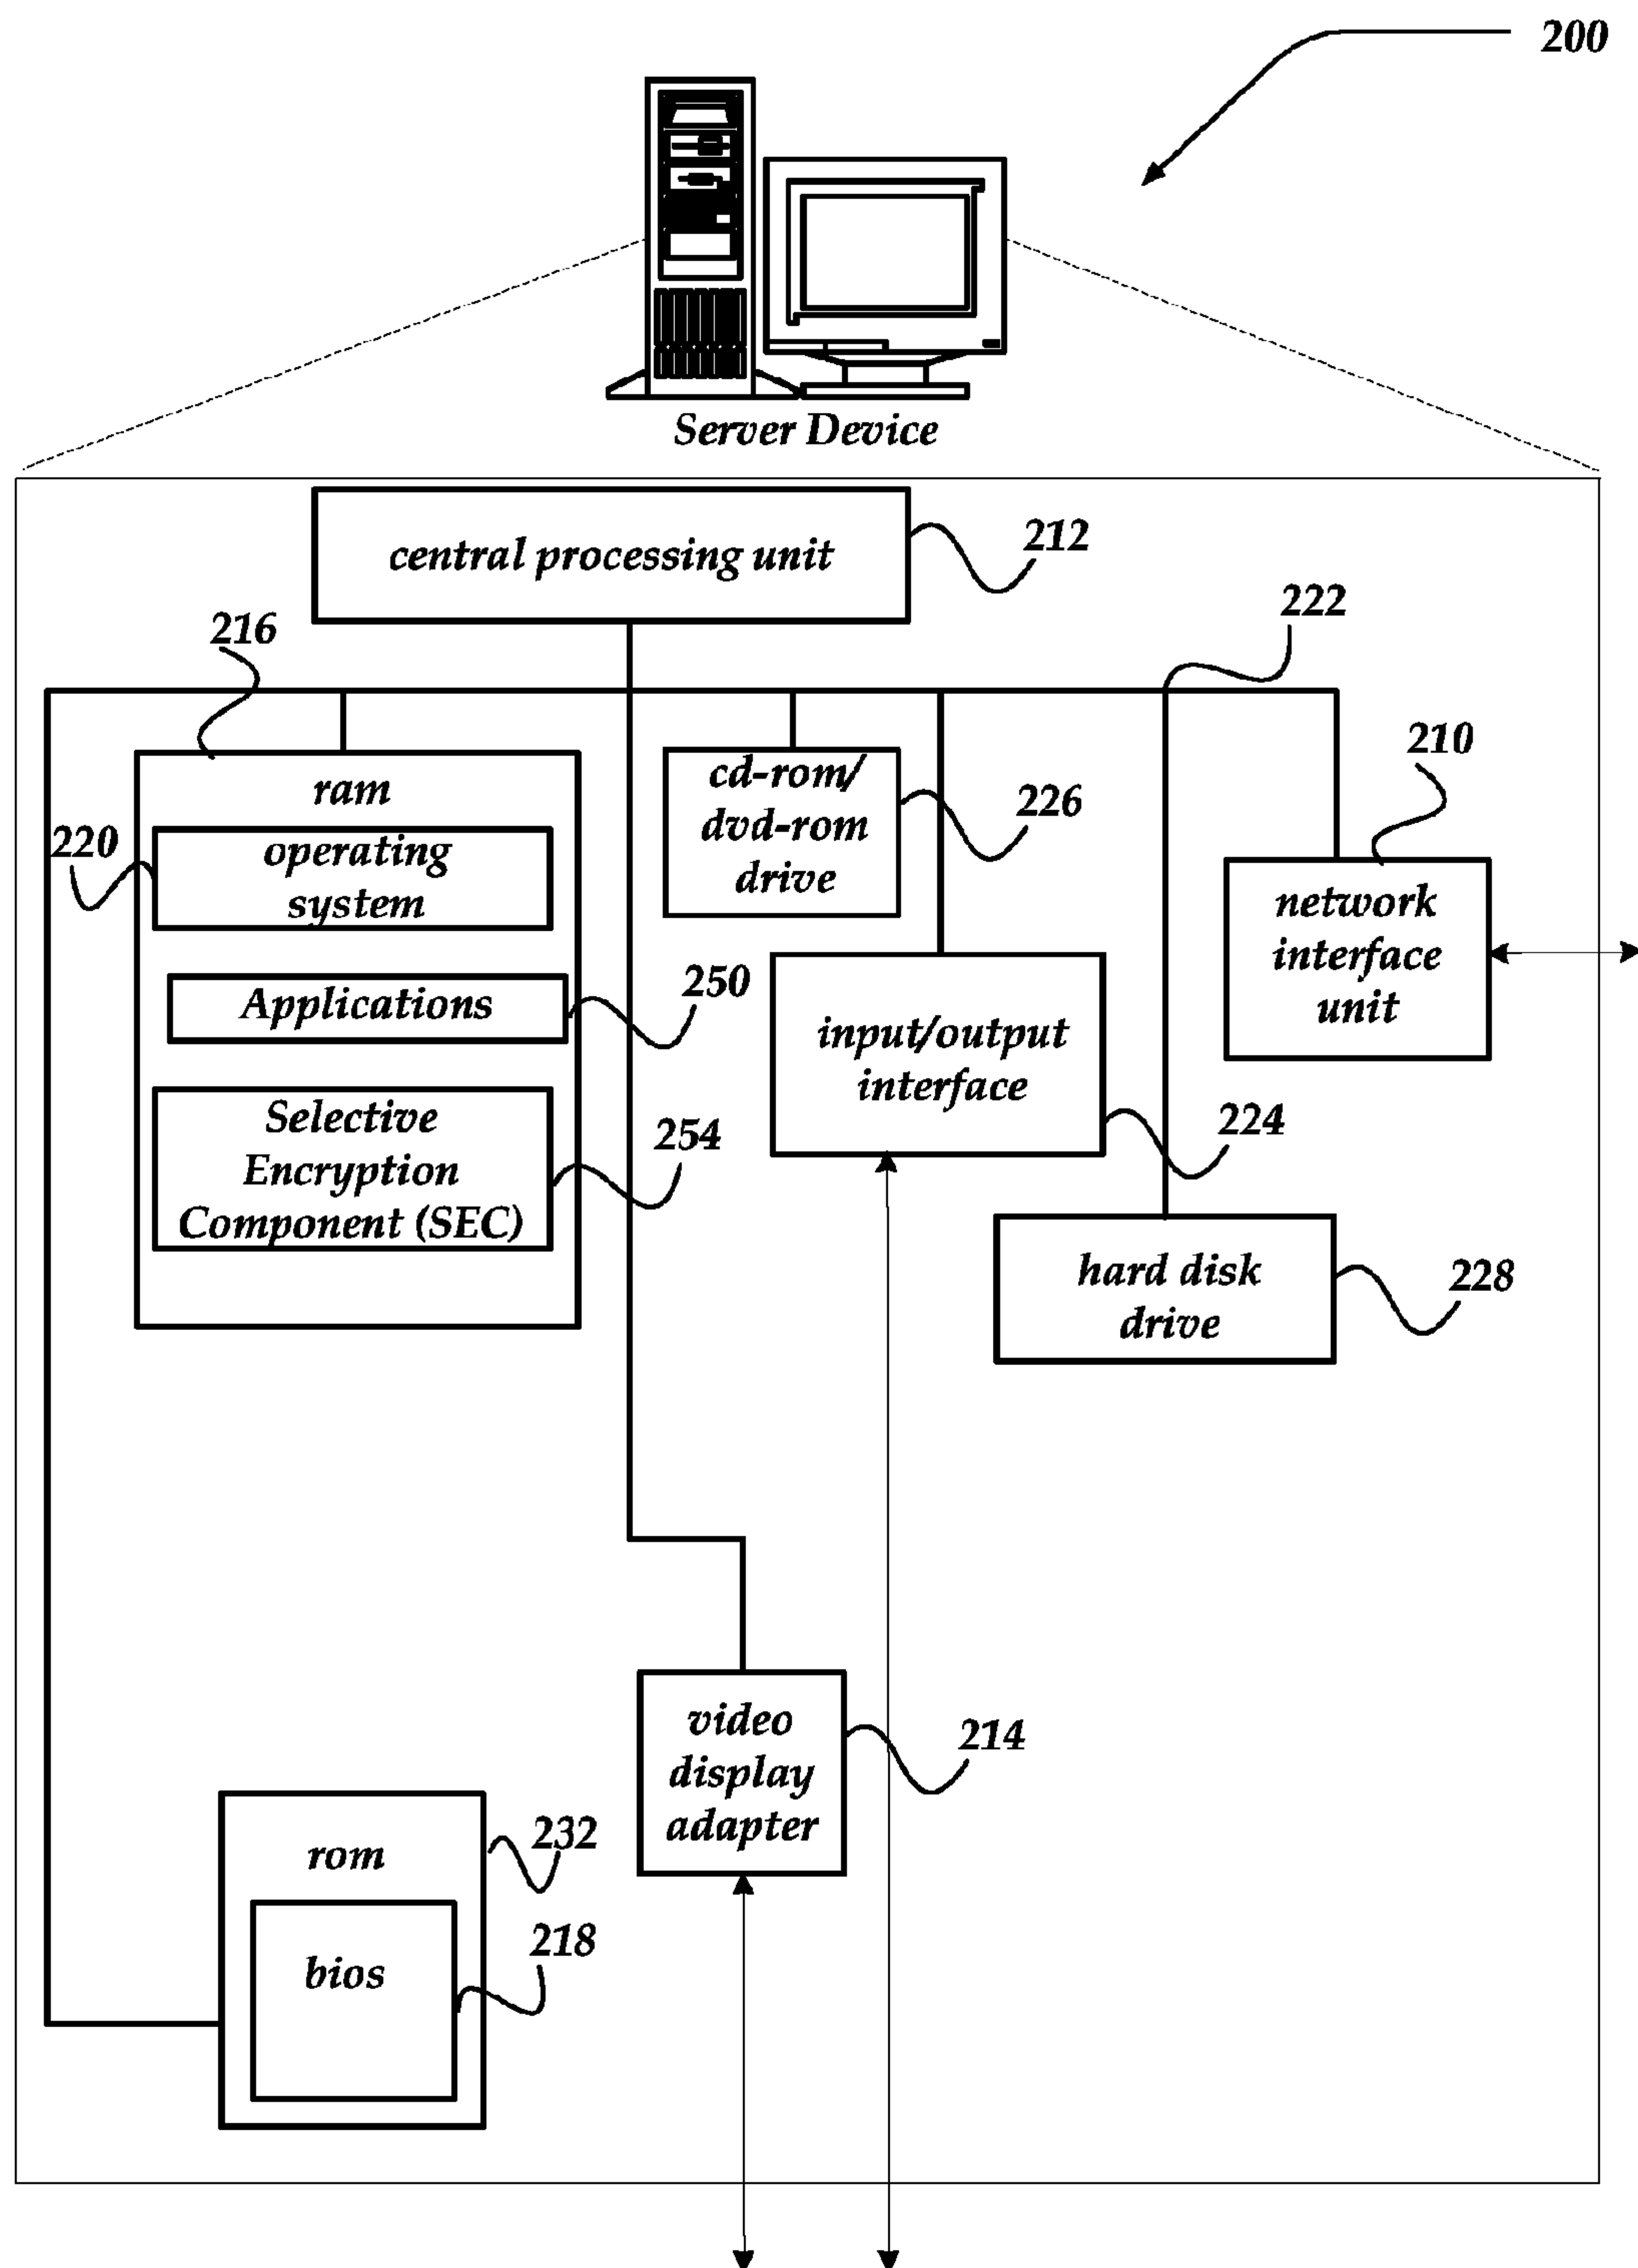 200
Server Device
central processing unit
212
222
216
210
ram
cd-rom/
dvd-rom
drive
226
220
operating
system
network
interface
unit
250
Applications
input/output
interface
224
Selective
Encryption
Component (SEC)
254
hard disk
drive
228
video
display
adapter
214
rom
232
bios
218